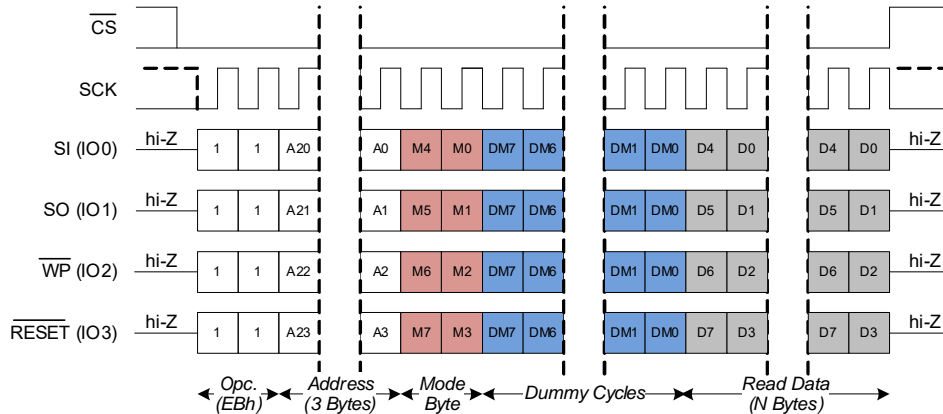 CS
SCK
SI (IO0) hi-Z 1 1 A20 A0 M4 M0 DM7 DM6 DM1 DM0 D4 D0 D4 D0 hi-Z
SO (IO1) hi-Z 1 1 A21 A1 M5 M1 DM7 DM6 DM1 DM0 D5 D1 D5 D1 hi-Z
WP (IO2) hi-Z 1 1 A22 A2 M6 M2 DM7 DM6 DM1 DM0 D6 D2 D6 D2 hi-Z
RESET (IO3) hi-Z 1 1 A23 A3 M7 M3 DM7 DM6 DM1 DM0 D7 D3 D7 D3 hi-Z
Opc. Address Mode Dummy Cycles Read Data
(EBh) (3 Bytes) Byte (N Bytes)